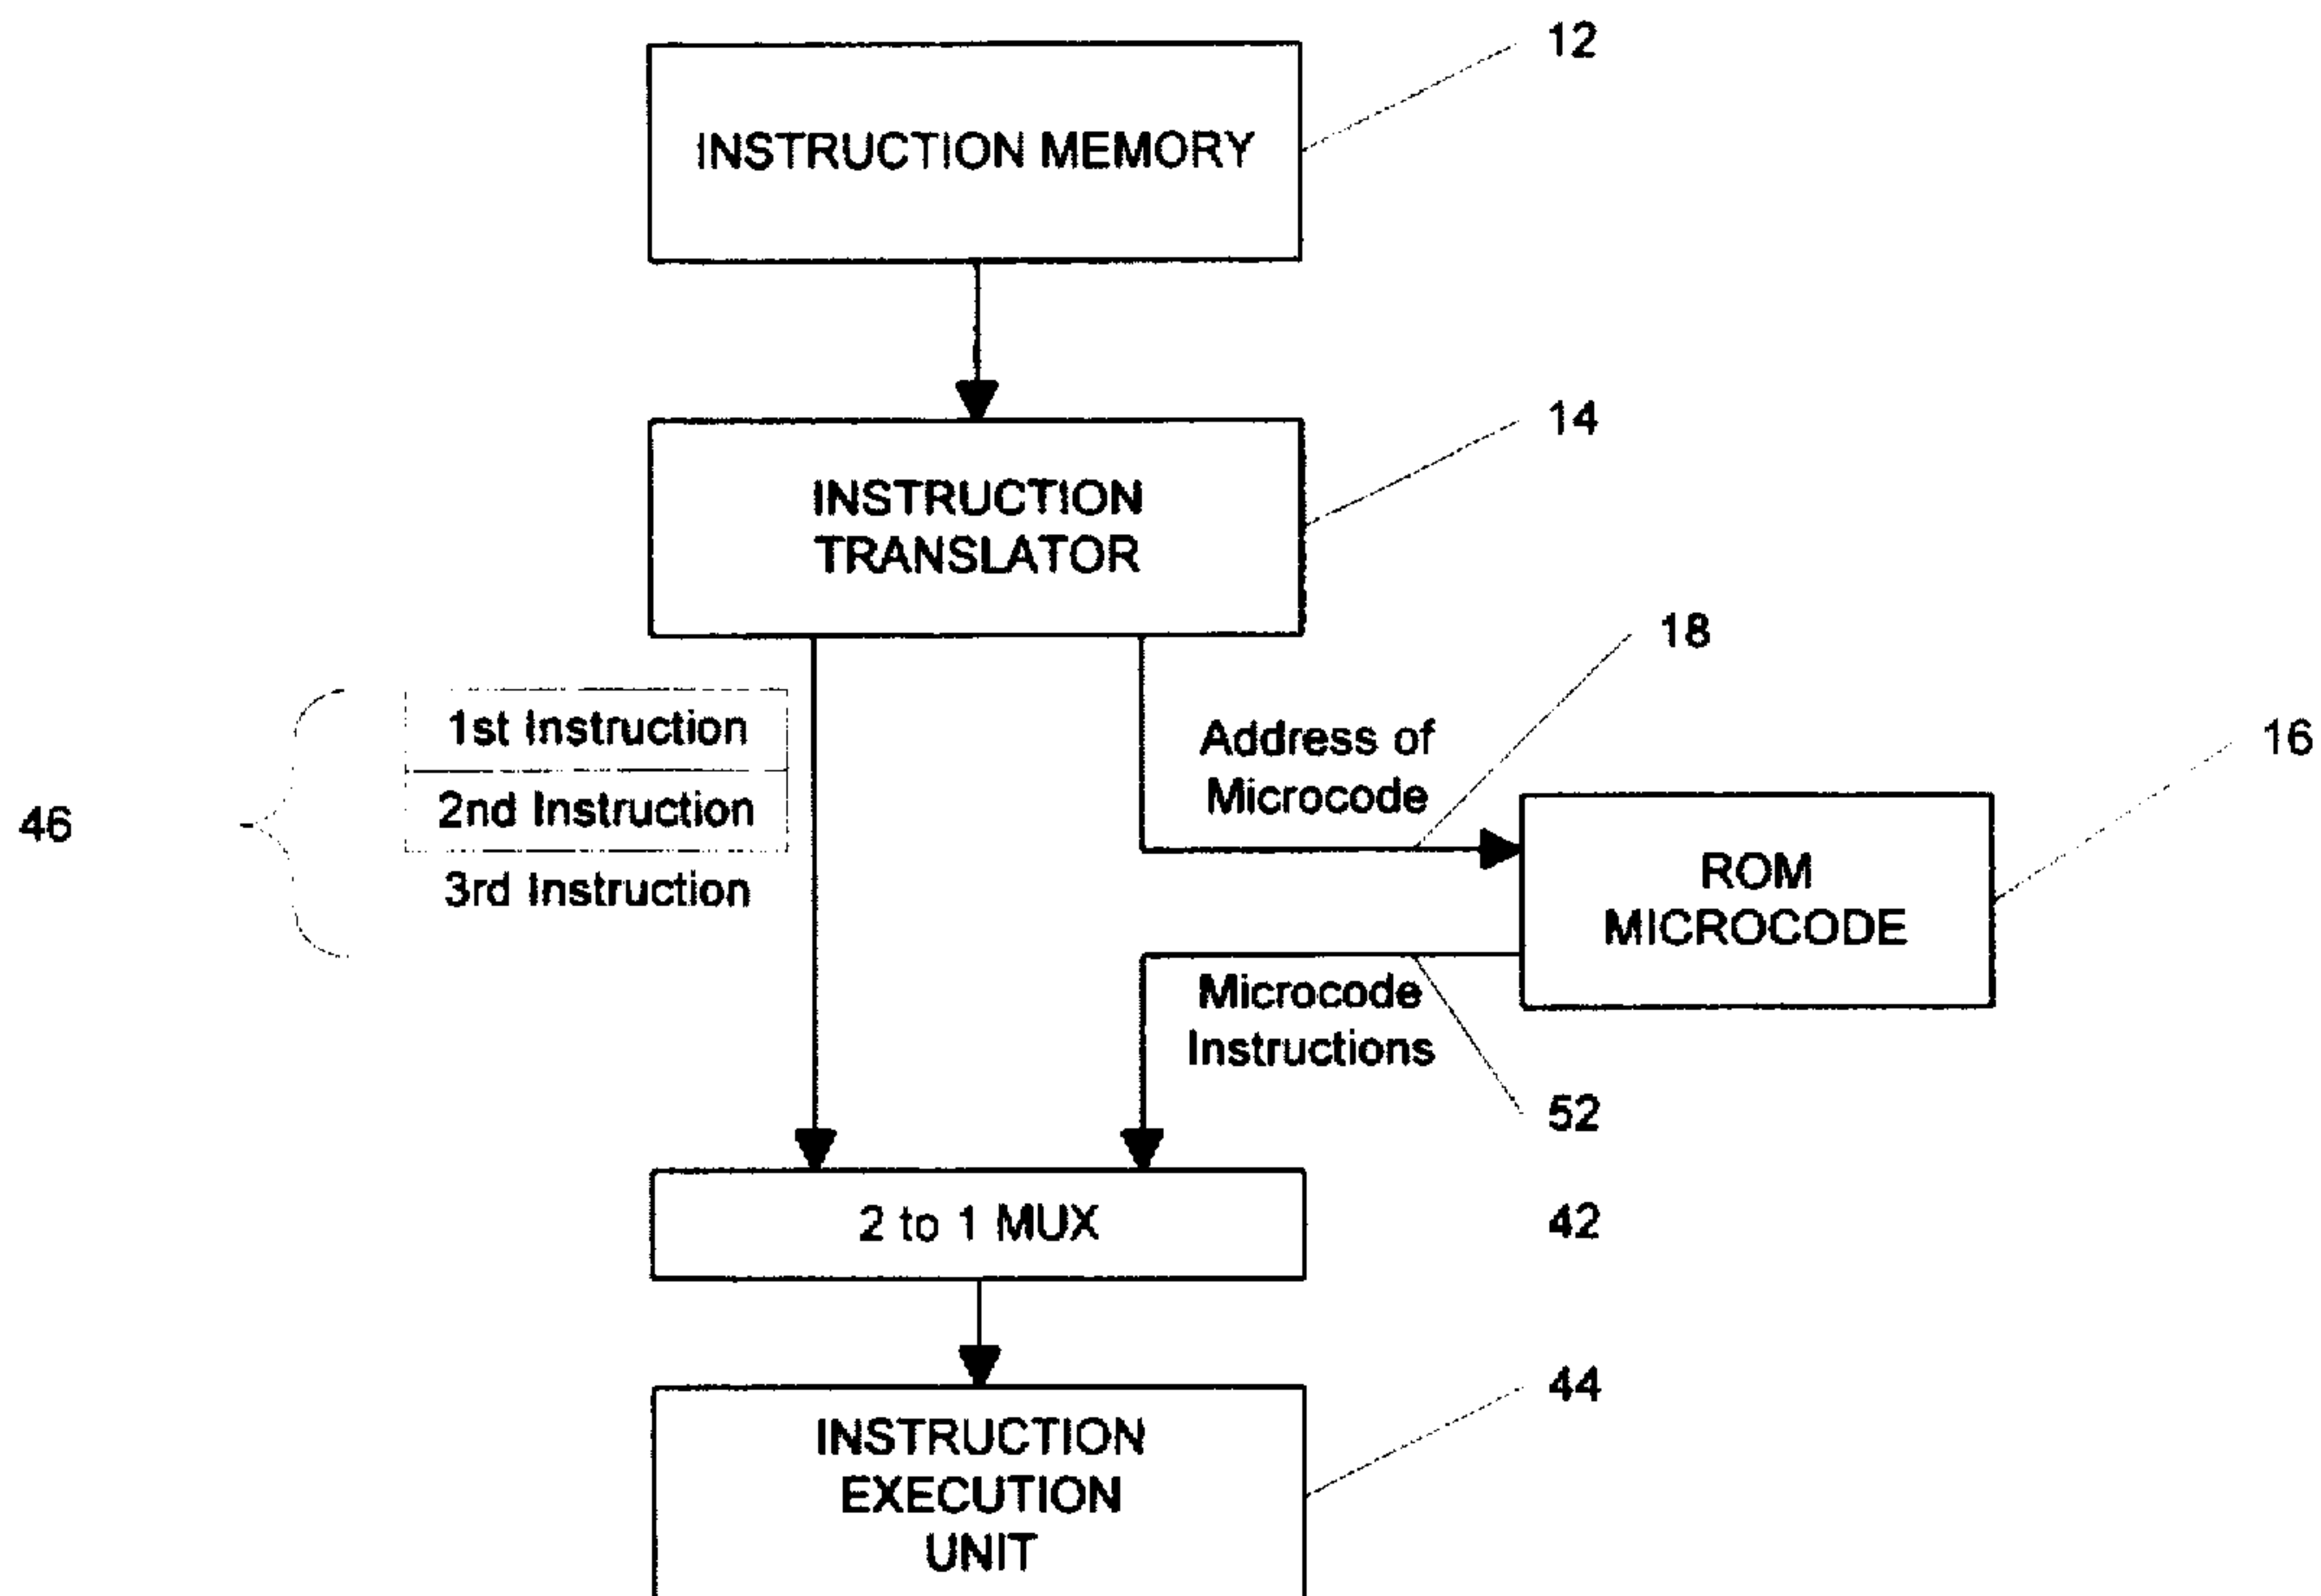 12
INSTRUCTION MEMORY
14
INSTRUCTION
TRANSLATOR
18
1st Instruction
2nd Instruction
3rd Instruction
46
Address of
Microcode
16
ROM
MICROCODE
Microcode
Instructions
52
2 to 1 MUX
42
44
INSTRUCTION
EXECUTION
UNIT